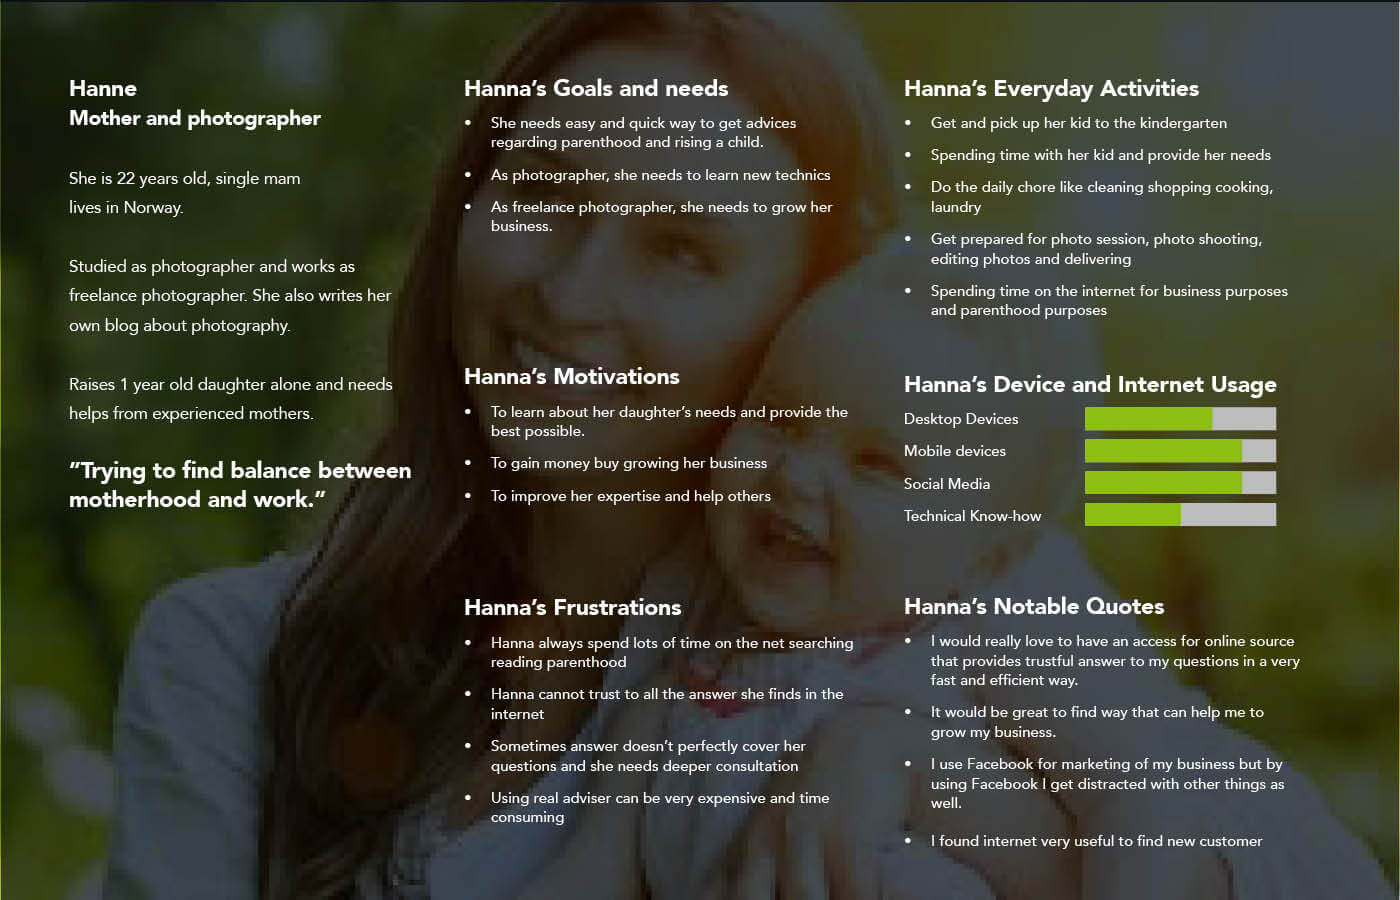 Hanne
Mother and photographer
She is 22 years old, single mam
lives in Norway.
Studied as photographer and works as
freelance photographer. She also writes her
own blog about photography.
Raises 1 year old daughter alone and needs
helps from experienced mothers.
”Trying to find balance between
motherhood and work.”
Hanna’s Goals and needs
• She needs easy and quick way to get advices
regarding parenthood and rising a child.
• As photographer, she needs to learn new technics
• As freelance photographer, she needs to grow her
business.
Hanna’s Motivations
• To learn about her daughter’s needs and provide the
best possible.
• To gain money buy growing her business
• To improve her expertise and help others
Hanna’s Frustrations
• Hanna always spend lots of time on the net searching
reading parenthood
• Hanna cannot trust to all the answer she finds in the
internet
• Sometimes answer doesn’t perfectly cover her
questions and she needs deeper consultation
• Using real adviser can be very expensive and time
consuming
Hanna’s Everyday Activities
• Get and pick up her kid to the kindergarten
• Spending time with her kid and provide her needs
• Do the daily chore like cleaning shopping cooking,
laundry
• Get prepared for photo session, photo shooting,
editing photos and delivering
• Spending time on the internet for business purposes
and parenthood purposes
Hanna’s Device and Internet Usage
Desktop Devices
Mobile devices
Social Media
Technical Know-how
Hanna’s Notable Quotes
• I would really love to have an access for online source
that provides trustful answer to my questions in a very
fast and efficient way.
• It would be great to find way that can help me to
grow my business.
• I use Facebook for marketing of my business but by
using Facebook I get distracted with other things as
well.
• I found internet very useful to find new customer